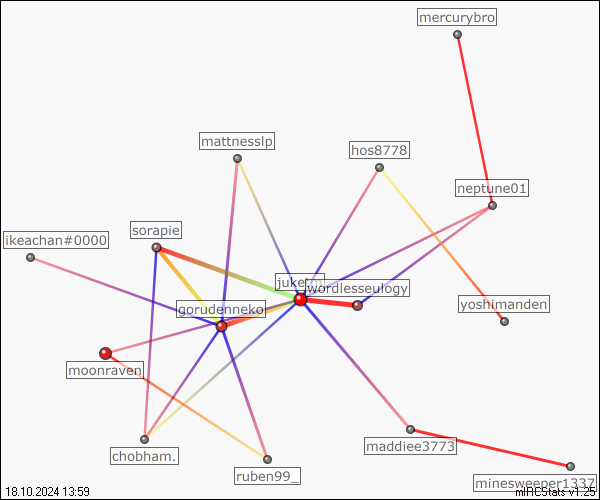 mercurybro
mattnesslp
hos8778
neptune01
sorapie
ikeachan#0000
wordlesseulogy
gorudenneko
yoshimanden
moonraven
maddiee3773
chobham.
ruben99_
minesweeper1337
18.10.2024 13:59
mIRCStats v1.25